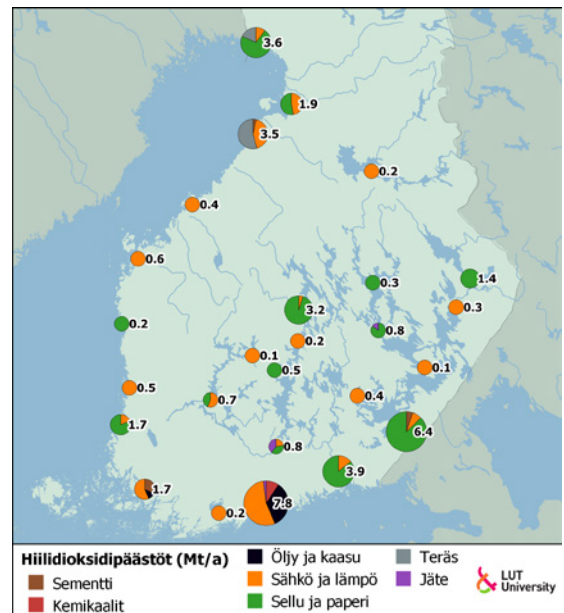 3.6
1.9
3.5
0.2
0.4
0.6
1.4
0.3
0.3
3.2
0.2
0.8
0.2
0.1
0.1
0.5
0.5
0.4
0.7
1.7
6.4
0.8
3.9
1.7
7.8
0.2
Hiilidioksidipäästöt (Mt/a)
Sementti
Kemikaalit
Öljy ja kaasu
Sähkö ja lämpö
Sellu ja paperi
Teräs
Jäte
LUT
University